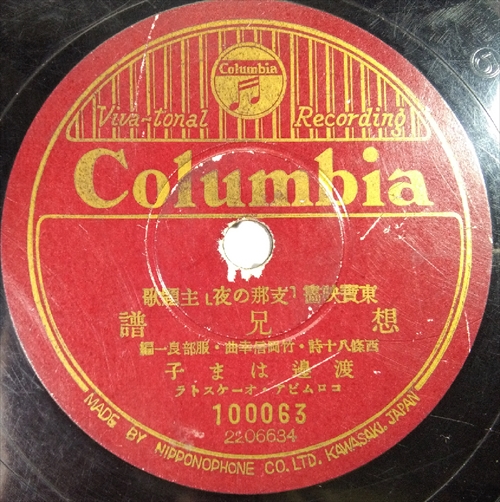 Columbia
Viva-tonal Recording
Columbia
東寶映畫「支那の夜」主題歌
想兄譜
西條八十詩・竹岡信幸曲・服部良一編
渡邊はま子
コロムビア・オーケストラ
100063
2206634
MADE BY NIPPONOPHONE CO. LTD. KAWASAKI, JAPAN